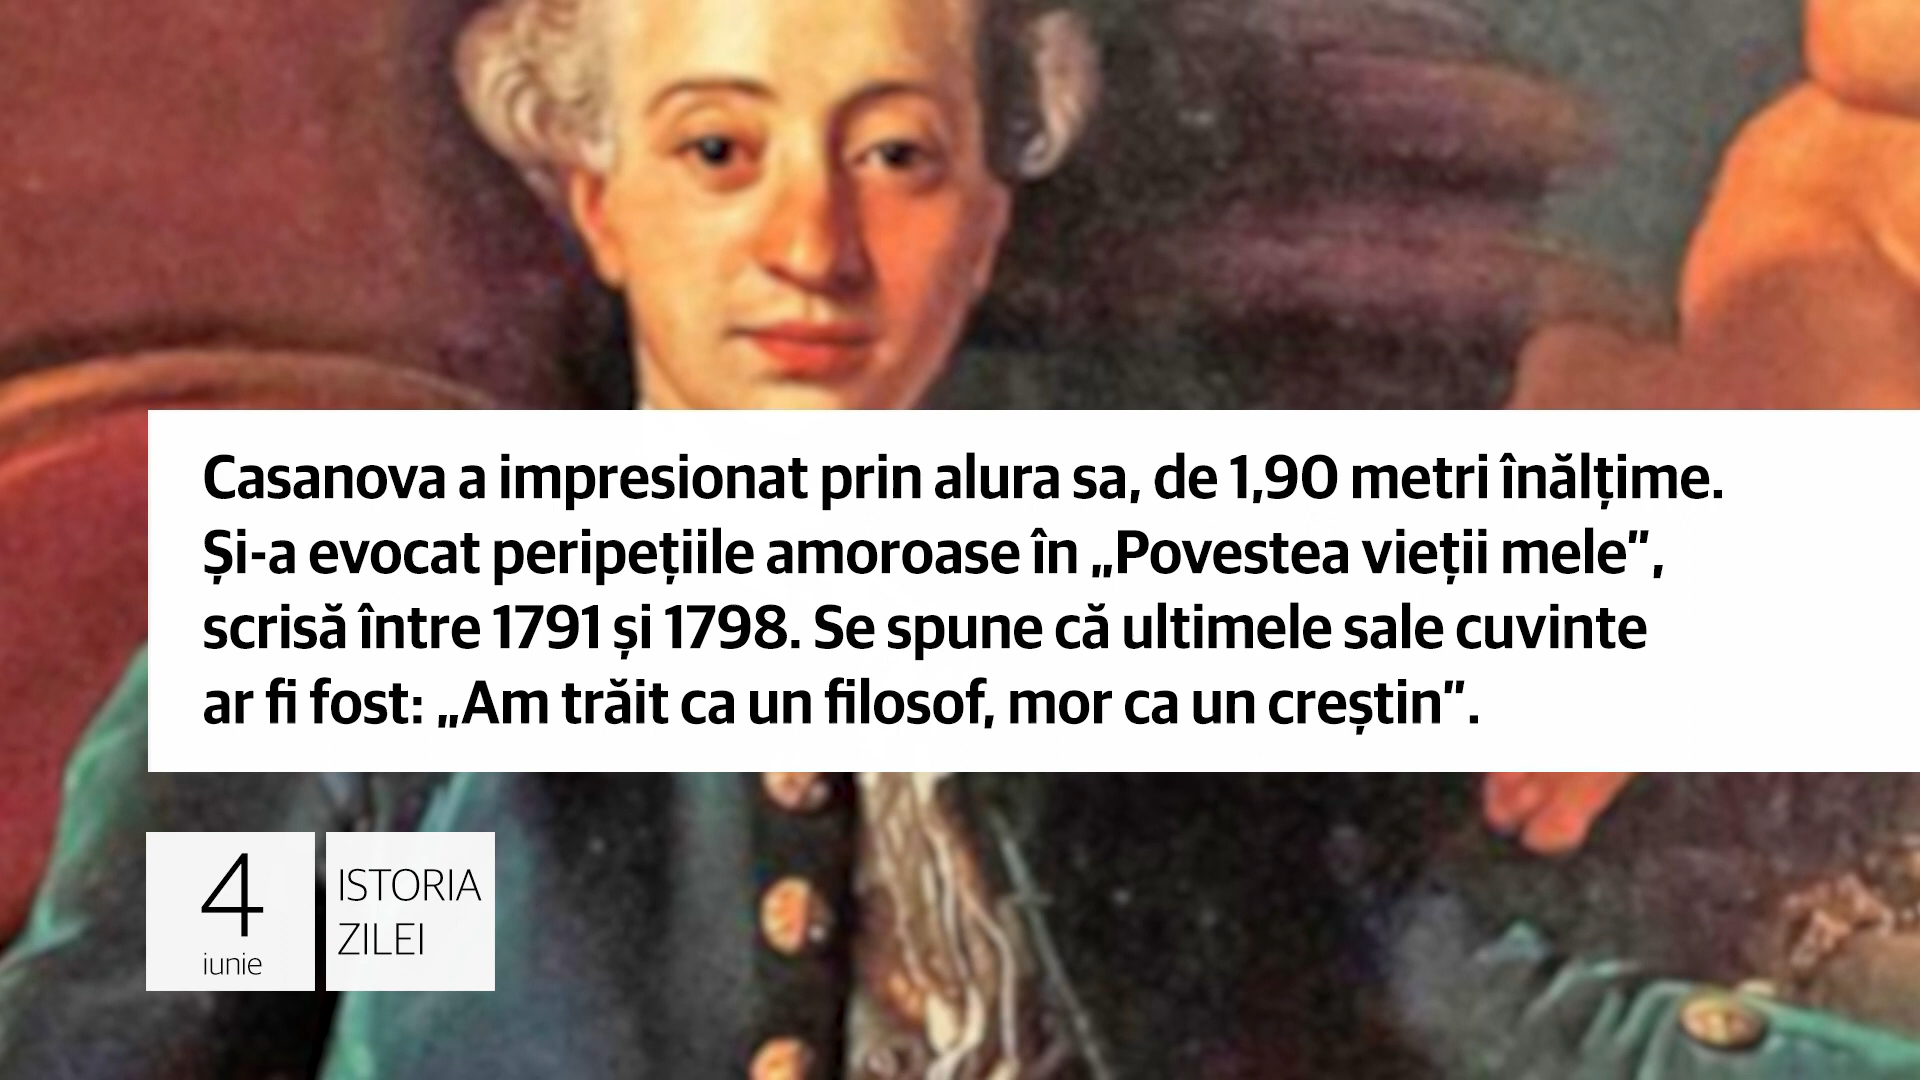 Casanova a impresionat prin alura sa, de 1,90 metri înălțime.
Și-a evocat peripețiile amoroase în „Povestea vieții mele”,
scrisă între 1791 și 1798. Se spune că ultimele sale cuvinte
ar fi fost: „Am trăit ca un filosof, mor ca un creștin”.
4
iunie
ISTORIA
ZILEI